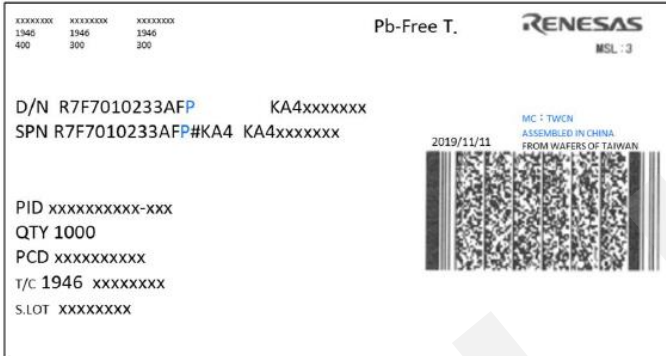 xxxxxxxx xxxxxxxx xxxxxxxx
1946 1946 1946
400 300 300
Pb-Free T.
RENESAS
MSL : 3
D/N R7F7010233AFP KA4xxxxxxx
SPN R7F7010233AFP#KA4 KA4xxxxxxx
MC : TWCN
ASSEMBLED IN CHINA
2019/11/11 FROM WAFERS OF TAIWAN
PID xxxxxxxxxx-xxx
QTY 1000
PCD xxxxxxxxxx
T/C 1946 xxxxxxxx
S.LOT xxxxxxxx